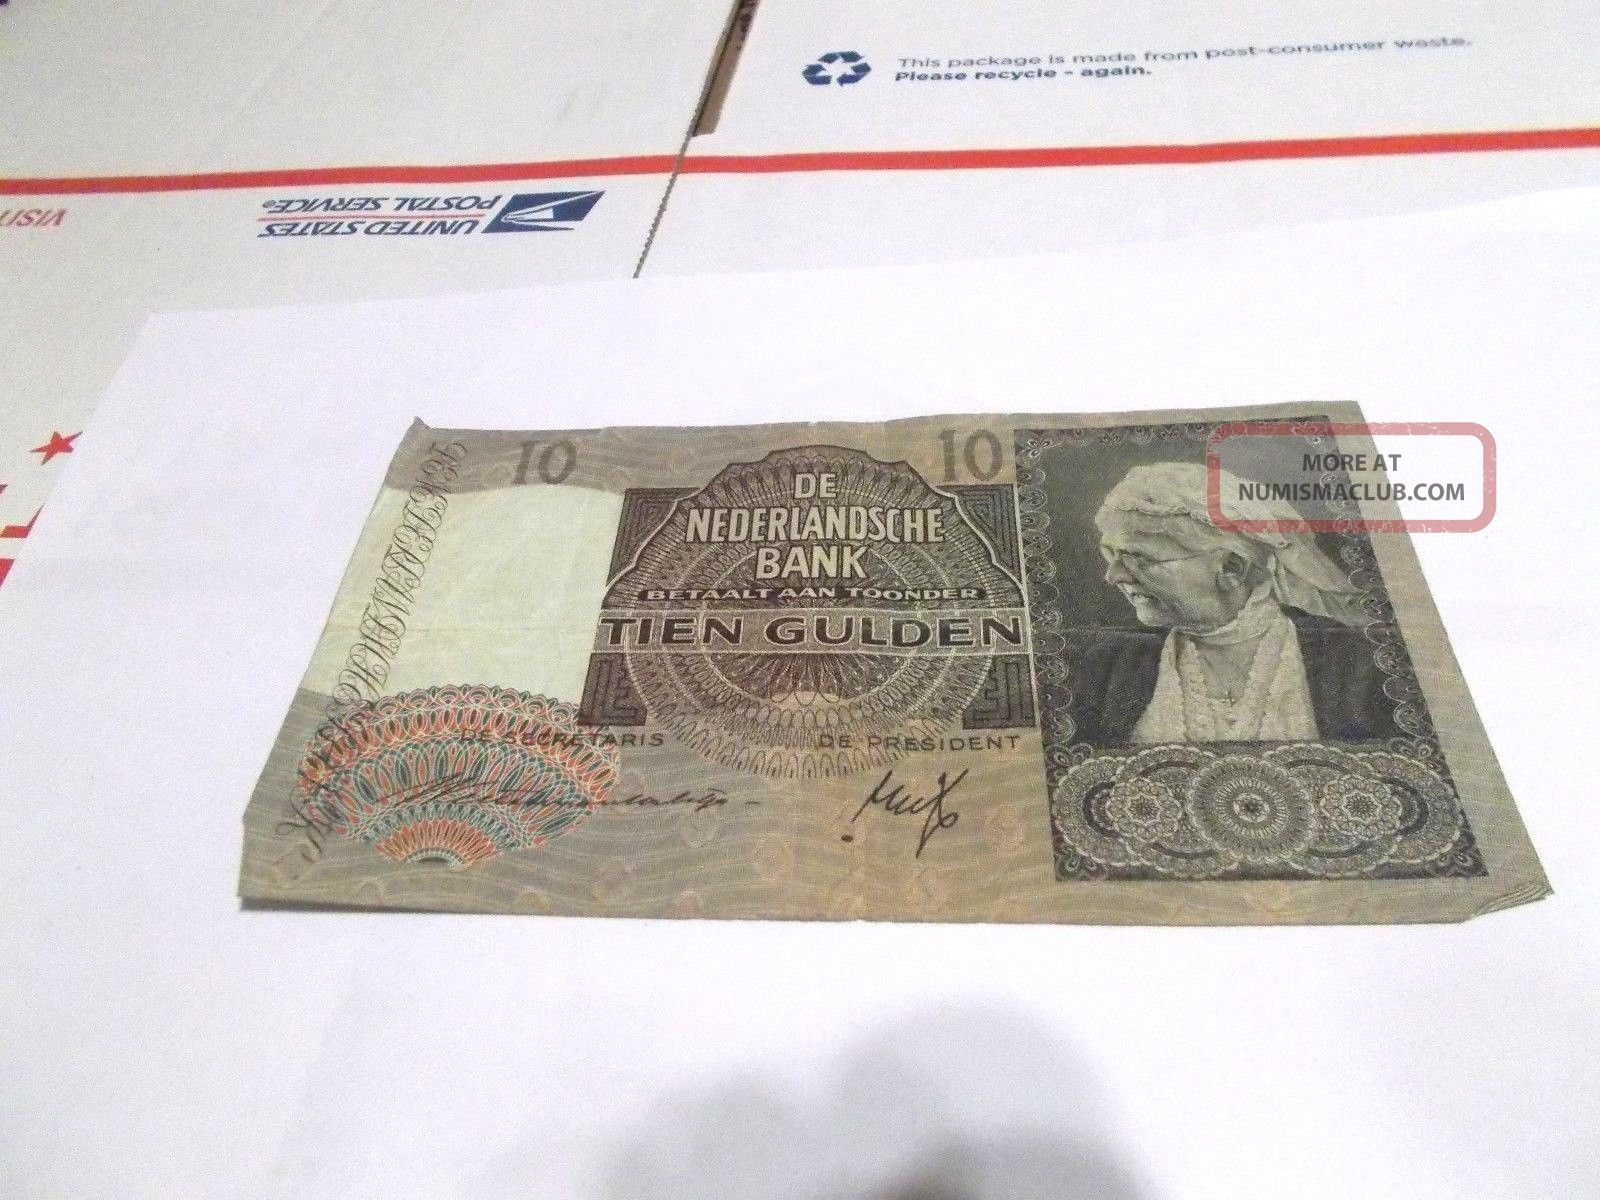 This package is made from post-consumer waste.
Please recycle - again.
UNITED STATES
POSTAL SERVICE®
VISIT
10
10
DE
NEDERLANDSCHE
BANK
BETAALT AAN TOONDER
TIEN GULDEN
DE SECRETARIS
DE PRESIDENT
MORE AT
NUMISMACLUB.COM